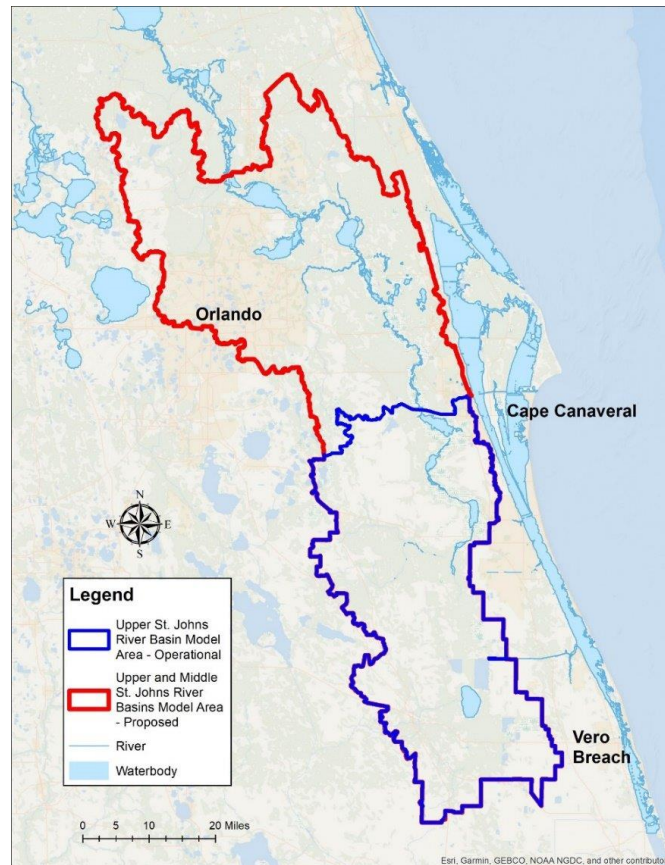 Orlando
Cape Canaveral
N
W E
S
Legend
Upper St. Johns
River Basin Model
Area - Operational
Upper and Middle
St. Johns River
Basins Model Area
- Proposed
River
Waterbody
Vero
Breach
0 5 10 20 Miles
Esri, Garmin, GEBCO, NOAA NGDC, and other contributor